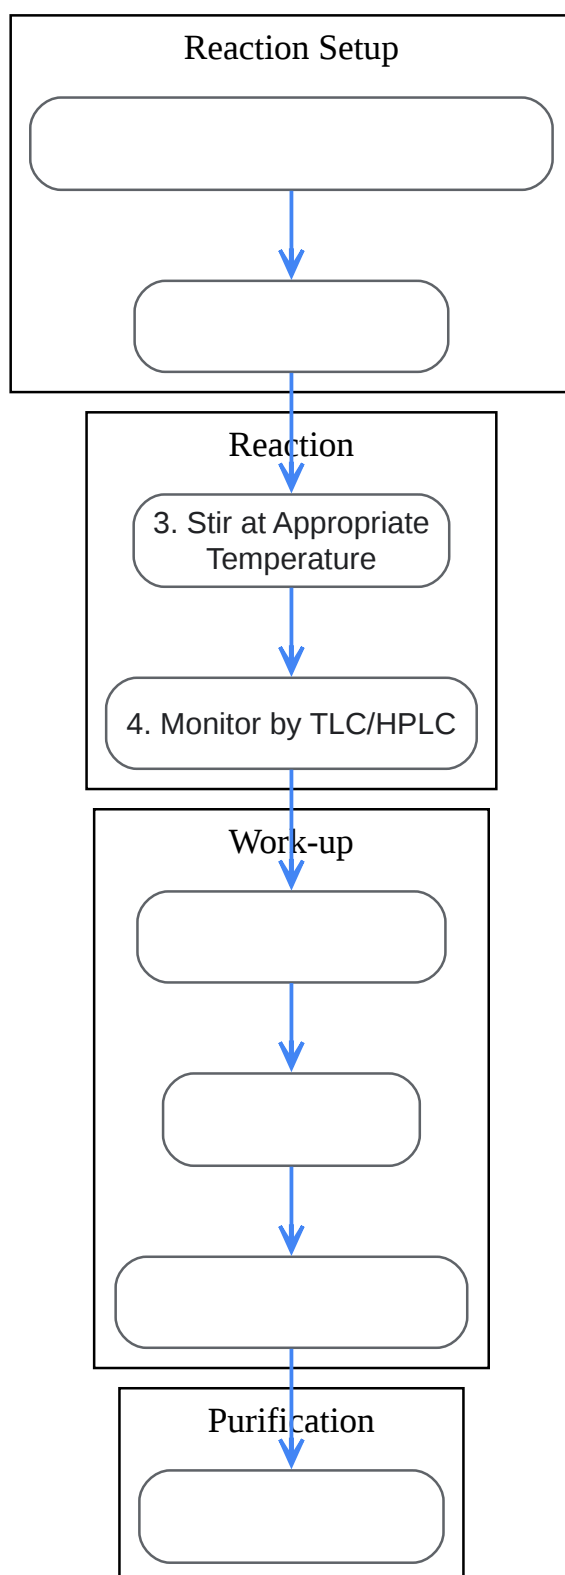 Reaction Setup
Reaction
3. Stir at Appropriate
Temperature
4. Monitor by TLC/HPLC
Work-up
Purification